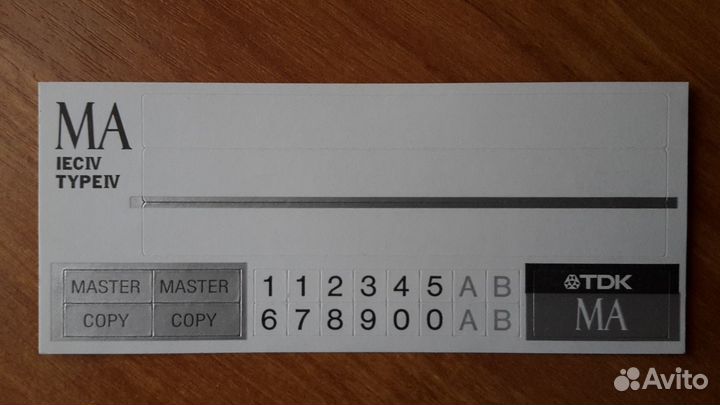 MA
IECIV
TYPEIV
MASTER MASTER
COPY COPY
1 1 2 3 4 5 A B
6 7 8 9 0 0 A B
TDK
MA
Avito